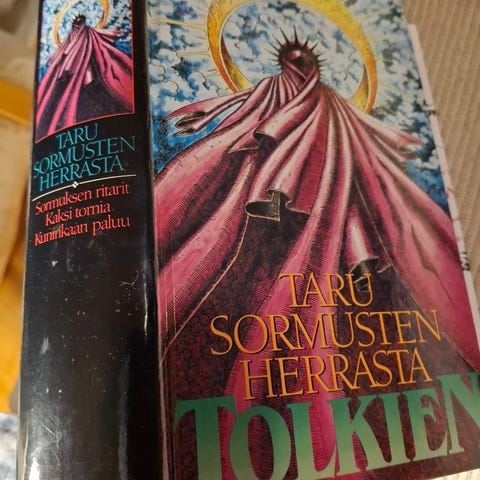 TARU
SORMUSTEN
HERRASTA
Sormuksen ritarit
Kaksi tornia
Kuninkaan paluu
TARU
SORMUSTEN
HERRASTA
TOLKIEN